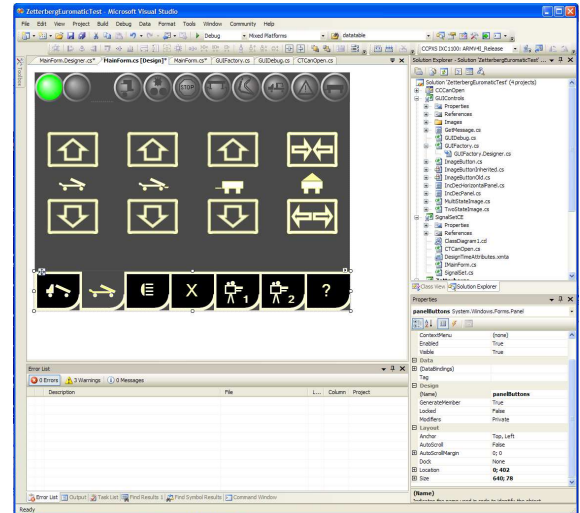 ZetterbergEuromaticTest - Microsoft Visual Studio
File Edit View Project Build Debug Data Format Tools Window Community Help
Debug Mixed Platforms datatable
CCPXS IXC1100: ARMV4I_Release
Toolbox
MainForm.Designer.cs* MainForm.cs [Design]* MainForm.cs* GUIFactory.cs GUIDebug.cs CTCanOpen.cs
STOP
X 1 2 ?
Error List
0 Errors 3 Warnings 0 Messages
Description File L... Column Project
Error List Output Task List Find Results 1 Find Symbol Results Command Window
Ready
Solution Explorer - Solution 'ZetterbergEuromaticTest' ...
Solution 'ZetterbergEuromaticTest' (4 projects)
CCCanOpen
GUIControls
Properties
References
Images
GetMessage.cs
GUIDebug.cs
GUIFactory.cs
GUIFactory.Designer.cs
ImageButton.cs
ImageButtonInherited.cs
ImageButtonOld.cs
IncDecHorizontalPanel.cs
IncDecPanel.cs
MultiStateImage.cs
TwoStateImage.cs
SignalSetCE
Properties
References
ClassDiagram1.cd
CTCanOpen.cs
DesignTimeAttributes.xmta
IMainForm.cs
SignalSet.cs
Class View Solution Explorer
Properties
panelButtons System.Windows.Forms.Panel
ContextMenu (none)
Enabled True
Visible True
Data
(DataBindings)
Tag
Design
(Name) panelButtons
GenerateMember True
Locked False
Modifiers Private
Layout
Anchor Top, Left
AutoScroll False
AutoScrollMargin 0; 0
Dock None
Location 0; 402
Size 640; 78
(Name)